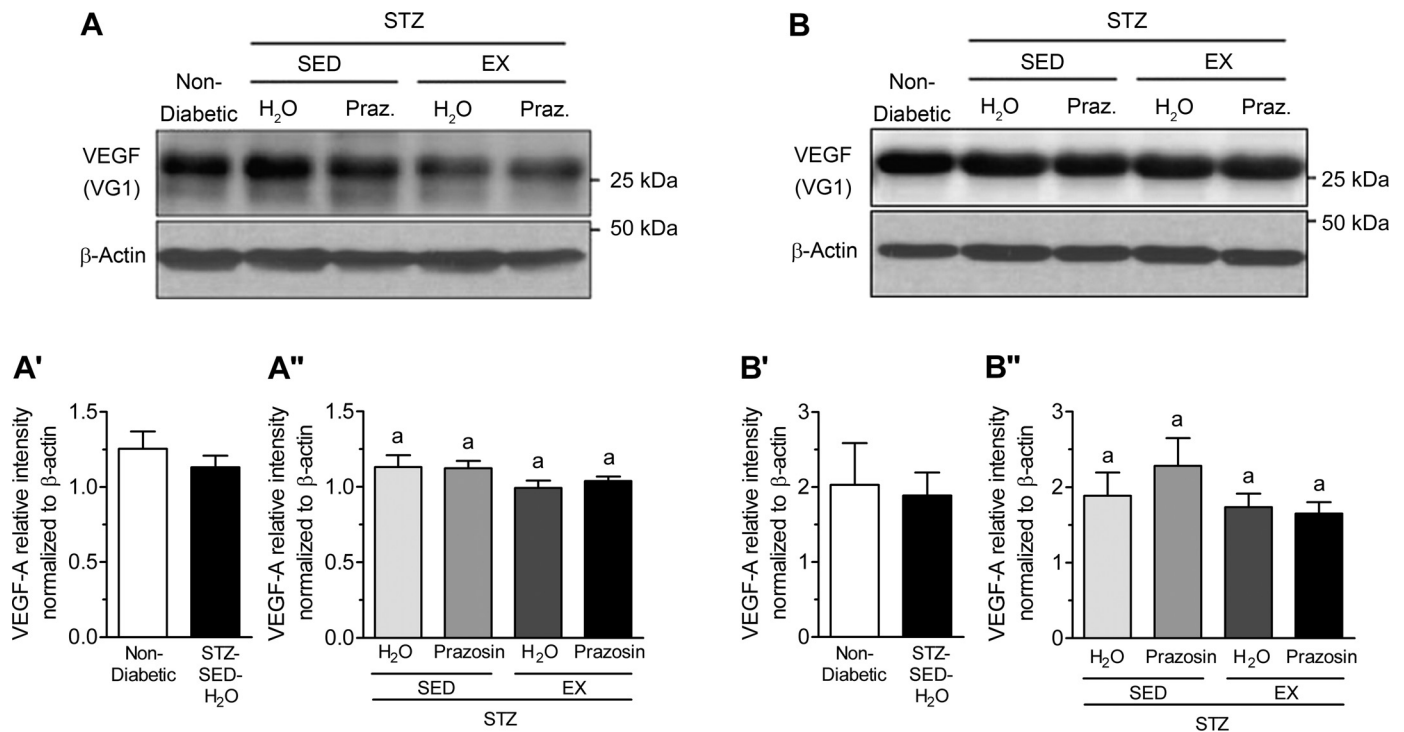 A
STZ
SED EX
Non-
Diabetic
H₂O Praz. H₂O Praz.
VEGF
(VG1)
25 kDa
50 kDa
β-Actin
B
STZ
SED EX
Non-
Diabetic
H₂O Praz. H₂O Praz.
VEGF
(VG1)
25 kDa
50 kDa
β-Actin
A'
VEGF-A relative intensity
normalized to β-actin
1.5
1.0
0.5
0.0
Non-
Diabetic
STZ-
SED-
H₂O
A"
VEGF-A relative intensity
normalized to β-actin
1.5
1.0
0.5
0.0
a a a a
H₂O Prazosin H₂O Prazosin
SED EX
STZ
B'
VEGF-A relative intensity
normalized to β-actin
3
2
1
0
Non-
Diabetic
STZ-
SED-
H₂O
B"
VEGF-A relative intensity
normalized to β-actin
3
2
1
0
a a a a
H₂O Prazosin H₂O Prazosin
SED EX
STZ